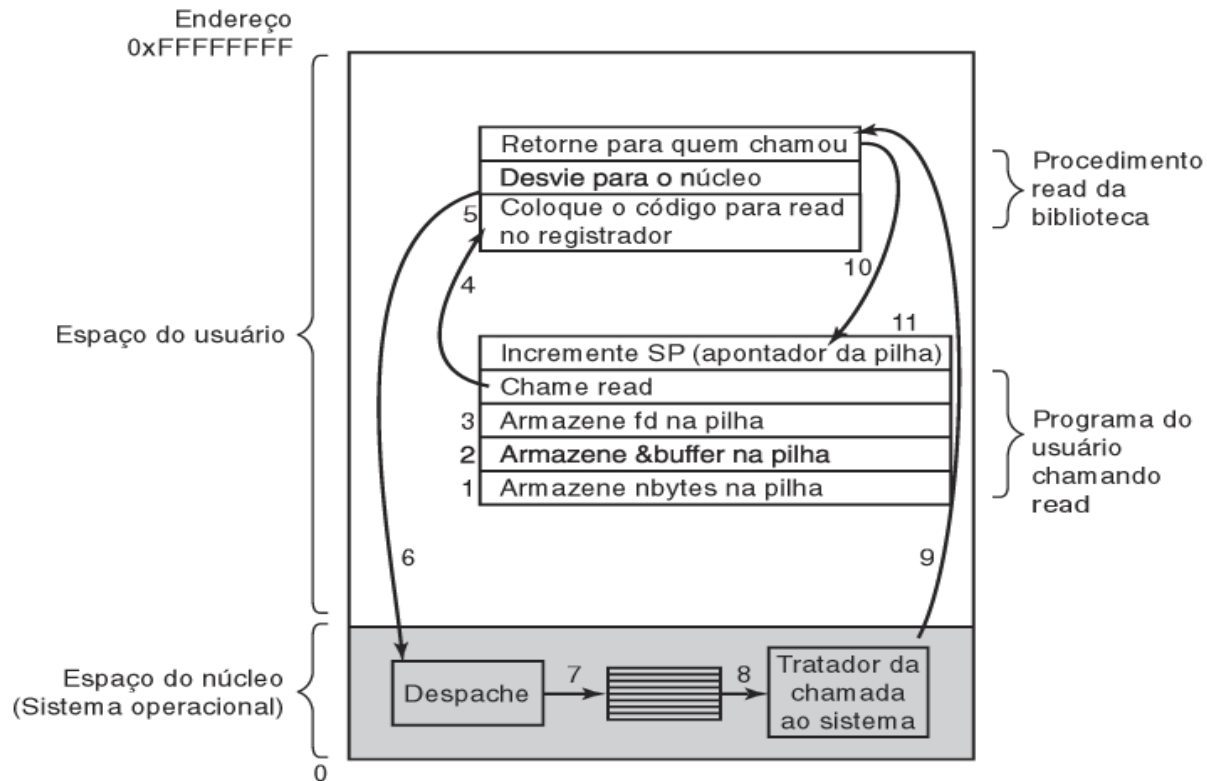 Endereço
0xFFFFFFFF
Retorne para quem chamou
Desvie para o núcleo
5
Coloque o código para read
no registrador
Procedimento
read da
biblioteca
4
10
Espaço do usuário
11
Incremente SP (apontador da pilha)
Chame read
3 Armazene fd na pilha
2 Armazene &buffer na pilha
1 Armazene nbytes na pilha
Programa do
usuário
chamando
read
6
9
Espaço do núcleo
(Sistema operacional)
Despache
7
8
Tratador da
chamada
ao sistema
0